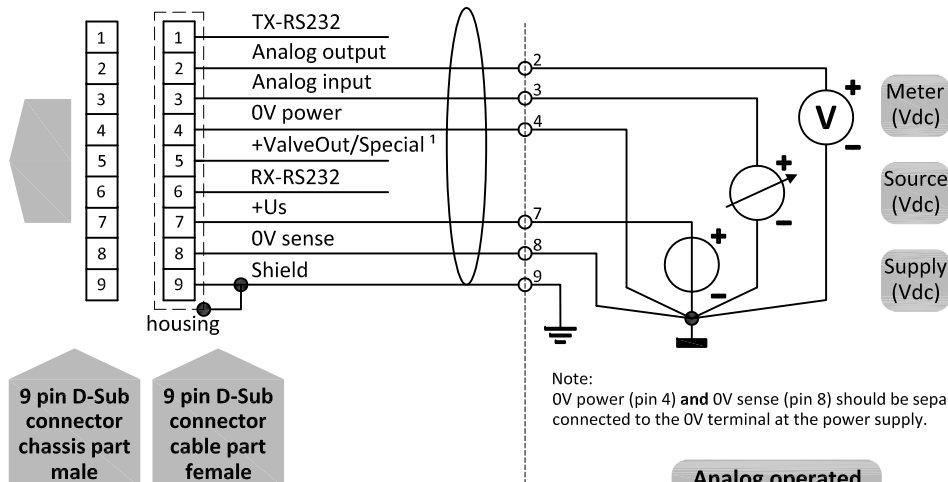 TX-RS232
Analog output
Analog input
0V power
+ValveOut/Special ¹
RX-RS232
+Us
0V sense
Shield
1
2
3
4
5
6
7
8
9
1
2
3
4
5
6
7
8
9
housing
2
3
4
7
8
9
V
+
−
+
−
+
−
Meter
(Vdc)
Source
(Vdc)
Supply
(Vdc)
9 pin D-Sub
connector
chassis part
male
9 pin D-Sub
connector
cable part
female
Note:
0V power (pin 4) and 0V sense (pin 8) should be sepa
connected to the 0V terminal at the power supply.
Analog operated